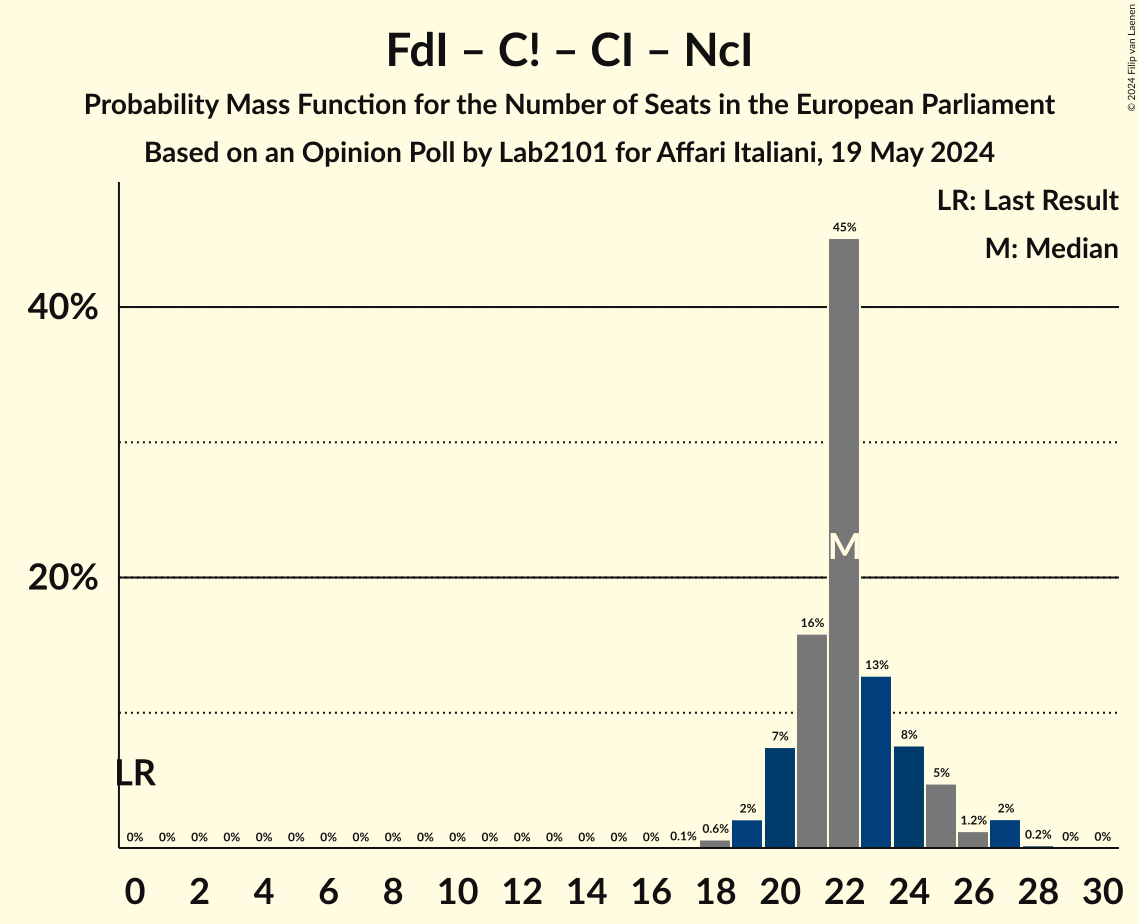 FdI – C! – CI – NcI
Probability Mass Function for the Number of Seats in the European Parliament
Based on an Opinion Poll by Lab2101 for Affari Italiani, 19 May 2024
© 2024 Filip van Laenen
LR: Last Result
M: Median
45%
40%
M
20%
16%
13%
7%
8%
5%
LR
0% 0% 0% 0% 0% 0% 0% 0% 0% 0% 0% 0% 0% 0% 0% 0% 0% 0.1% 0.6% 2% 1.2% 2% 0.2% 0% 0%
0 2 4 6 8 10 12 14 16 18 20 22 24 26 28 30